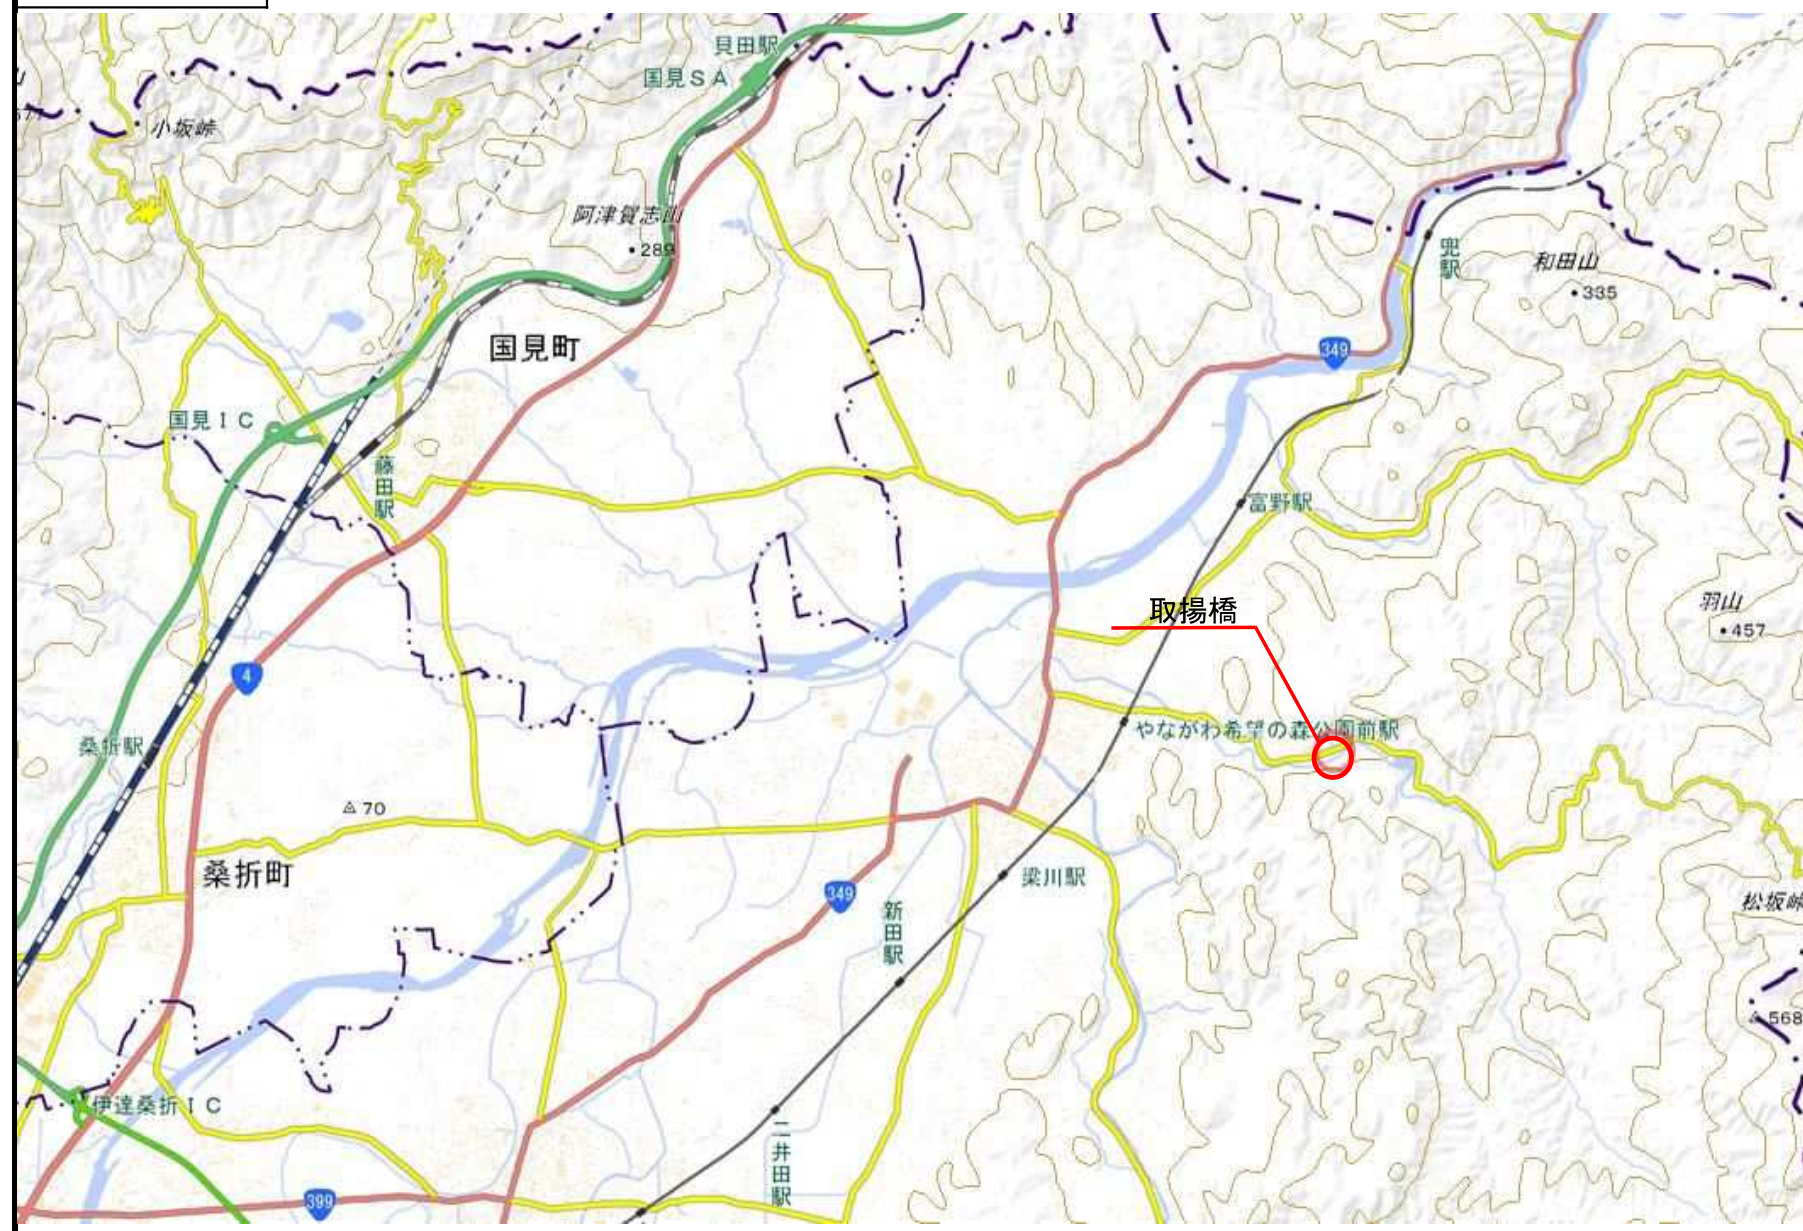 貝田駅
国見SA
小坂峠
阿津賀志山
289
兜駅
和田山
335
国見町
349
国見IC
藤田駅
富野駅
羽山
457
取揚橋
4
やながわ希望の森公園前駅
桑折駅
70
桑折町
梁川駅
349
新田駅
松坂峠
568
伊達桑折IC
二井田駅
399